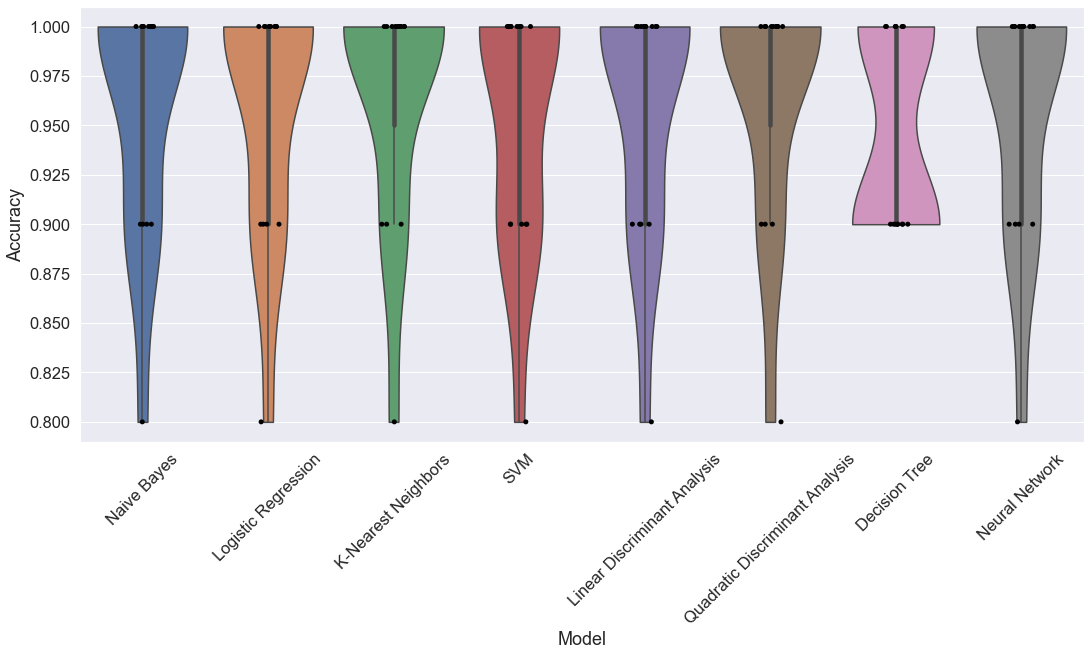 1.000
0.975
0.950
0.925
0.900
0.875
0.850
0.825
0.800
Accuracy
Naive Bayes
Logistic Regression
K-Nearest Neighbors
SVM
Linear Discriminant Analysis
Quadratic Discriminant Analysis
Decision Tree
Neural Network
Model